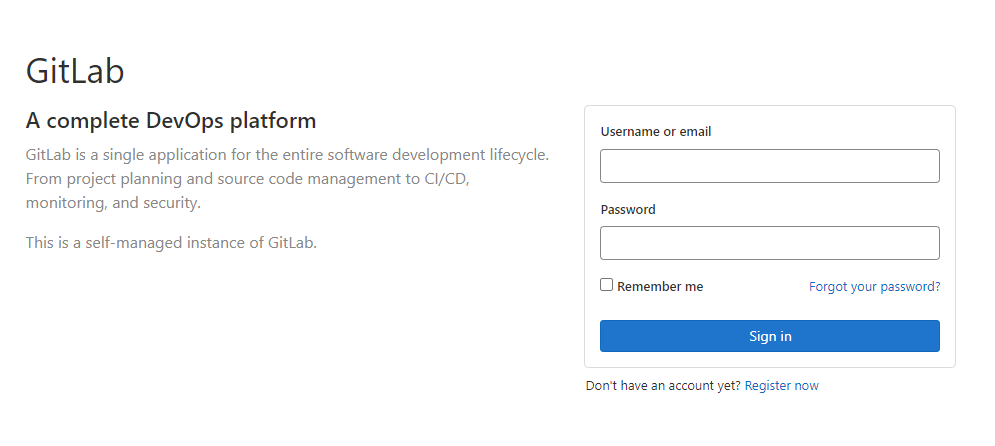 GitLab
A complete DevOps platform
GitLab is a single application for the entire software development lifecycle.
From project planning and source code management to CI/CD,
monitoring, and security.
This is a self-managed instance of GitLab.
Username or email
Password
Remember me
Forgot your password?
Sign in
Don't have an account yet? Register now